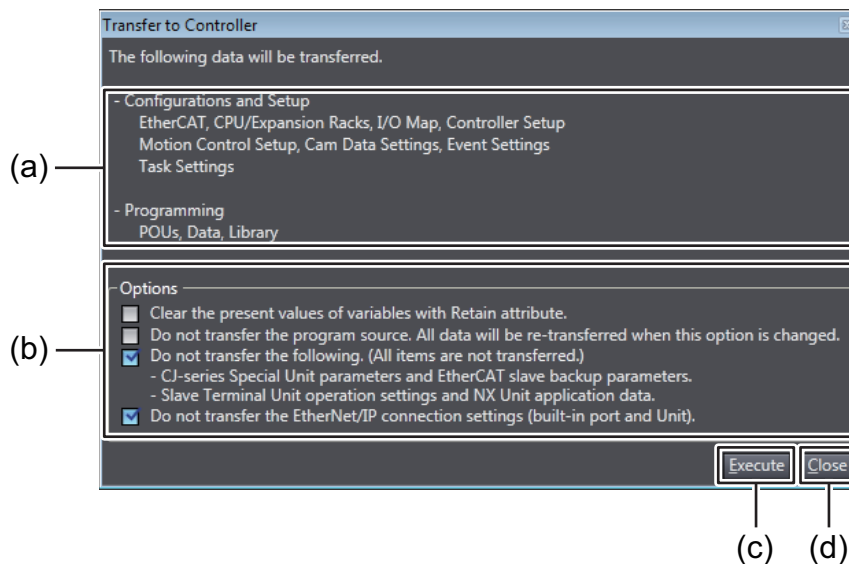 Transfer to Controller
The following data will be transferred.
- Configurations and Setup
EtherCAT, CPU/Expansion Racks, I/O Map, Controller Setup
Motion Control Setup, Cam Data Settings, Event Settings
Task Settings
(a)
- Programming
POUs, Data, Library
Options
Clear the present values of variables with Retain attribute.
Do not transfer the program source. All data will be re-transferred when this option is changed.
(b)
Do not transfer the following. (All items are not transferred.)
- CJ-series Special Unit parameters and EtherCAT slave backup parameters.
- Slave Terminal Unit operation settings and NX Unit application data.
Do not transfer the EtherNet/IP connection settings (built-in port and Unit).
Execute Close
(c) (d)